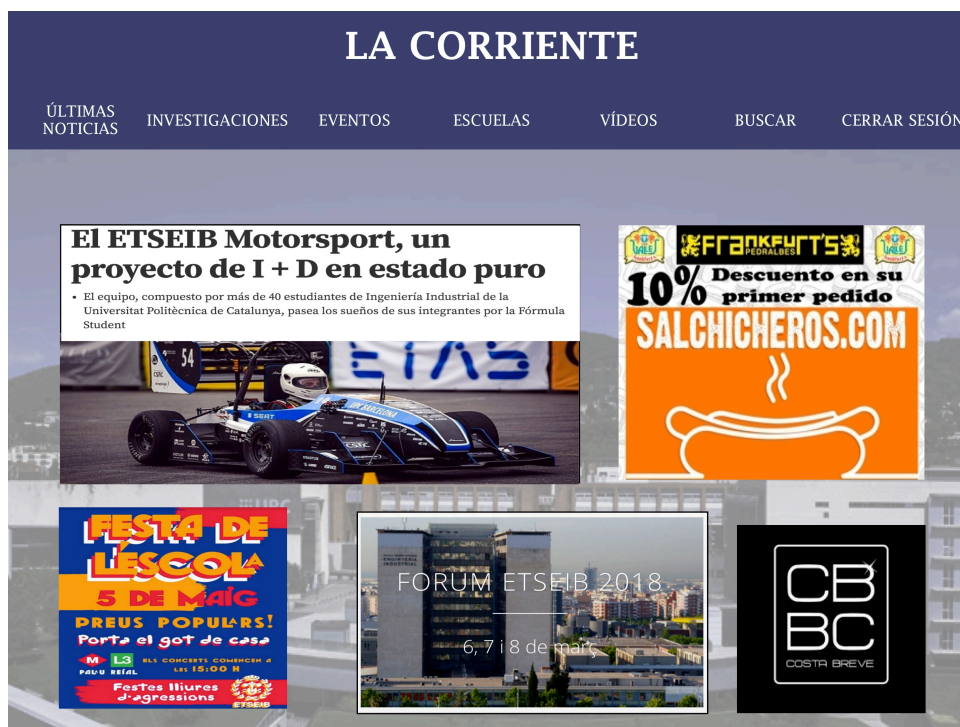 LA CORRIENTE
ÚLTIMAS
NOTICIAS
INVESTIGACIONES
EVENTOS
ESCUELAS
VÍDEOS
BUSCAR
CERRAR SESIÓN
El ETSEIB Motorsport, un
proyecto de I + D en estado puro
• El equipo, compuesto por más de 40 estudiantes de Ingeniería Industrial de la
Universitat Politècnica de Catalunya, pasea los sueños de sus integrantes por la Fórmula
Student
54
ETAS
SEAT
UPC BARCELONA
CSIC
FRANKFURT'S
PEDRALBES
10% Descuento en su
primer pedido
SALCHICHEROS.COM
FESTA DE
L'ESCOLA
5 DE MAIG
PREUS POPULARS!
Porta el got de casa
M L3
PALAU REIAL
ELS CONCERTS COMENCEN A
LES 15:00 H
Festes lliures
d'agressions
ETSEIB
FORUM ETSEIB 2018
6, 7 i 8 de març
ENGINYERIA
INDUSTRIAL
CB
BC
COSTA BREVE